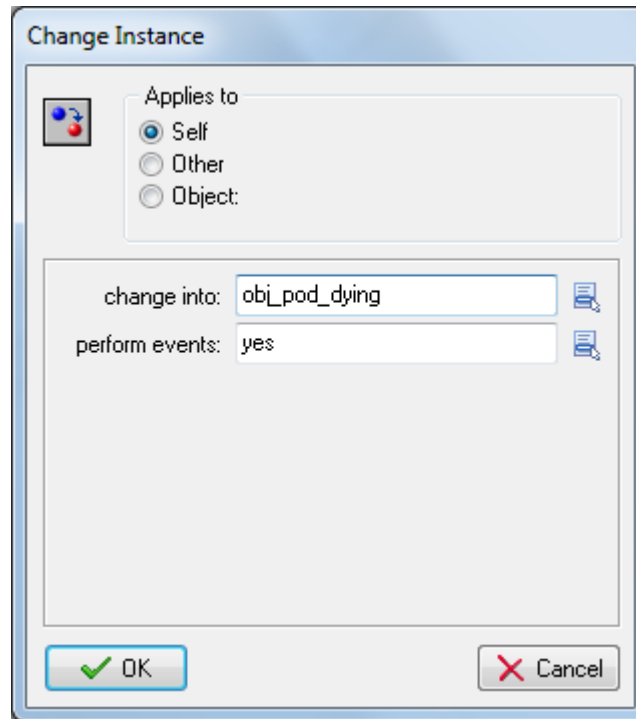 Change Instance
Applies to
Self
Other
Object:
change into: obj_pod_dying
perform events: yes
OK
Cancel